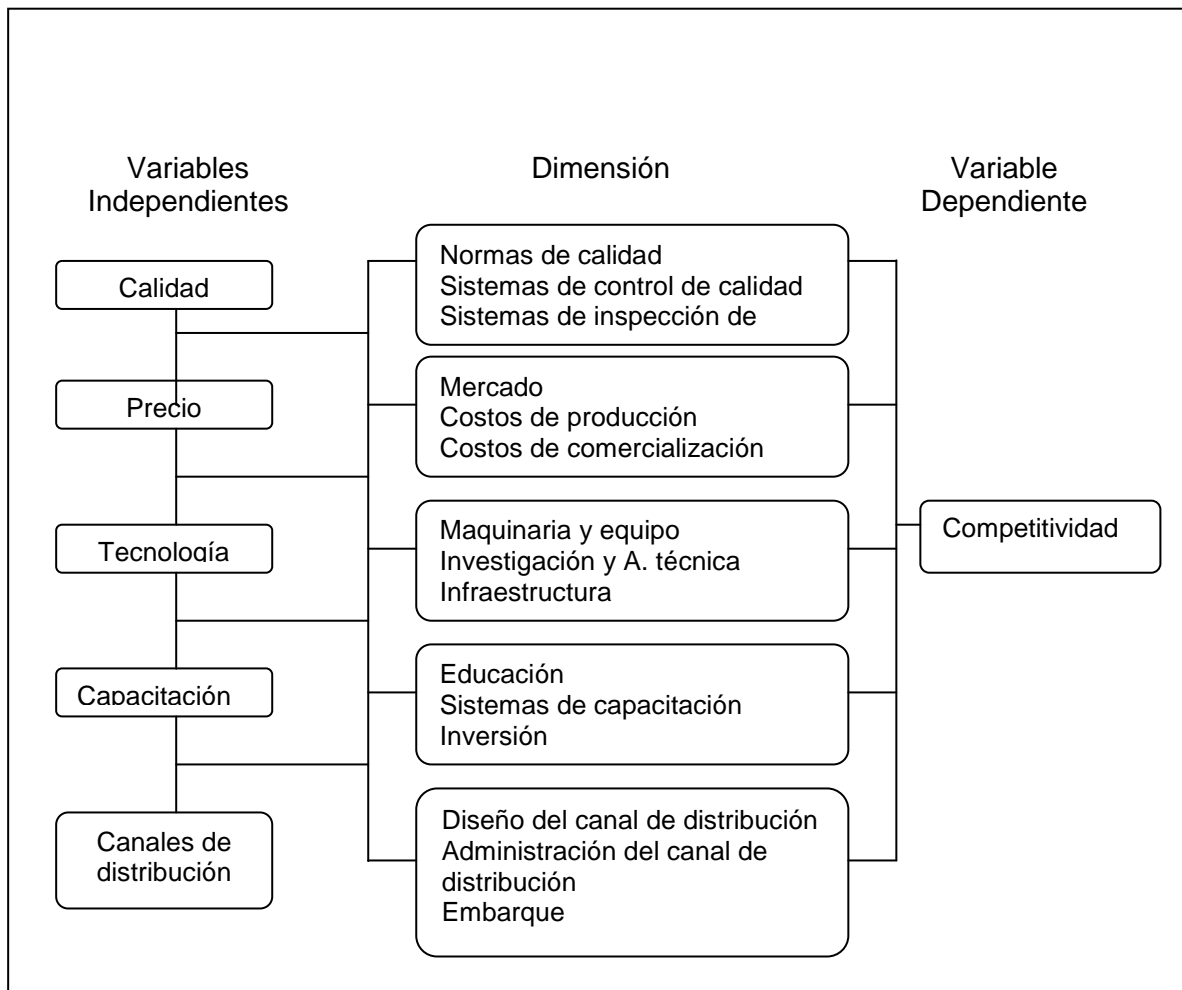 Variables
Independientes
Dimensión
Variable
Dependiente
Calidad
Precio
Tecnología
Capacitación
Canales de
distribución
Normas de calidad
Sistemas de control de calidad
Sistemas de inspección de
Mercado
Costos de producción
Costos de comercialización
Maquinaria y equipo
Investigación y A. técnica
Infraestructura
Educación
Sistemas de capacitación
Inversión
Diseño del canal de distribución
Administración del canal de
distribución
Embarque
Competitividad